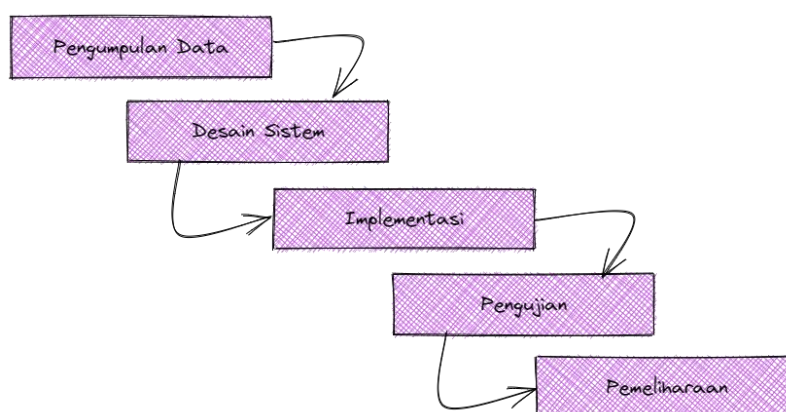 Pengumpulan Data
Desain Sistem
Implementasi
Pengujian
Pemeliharaan